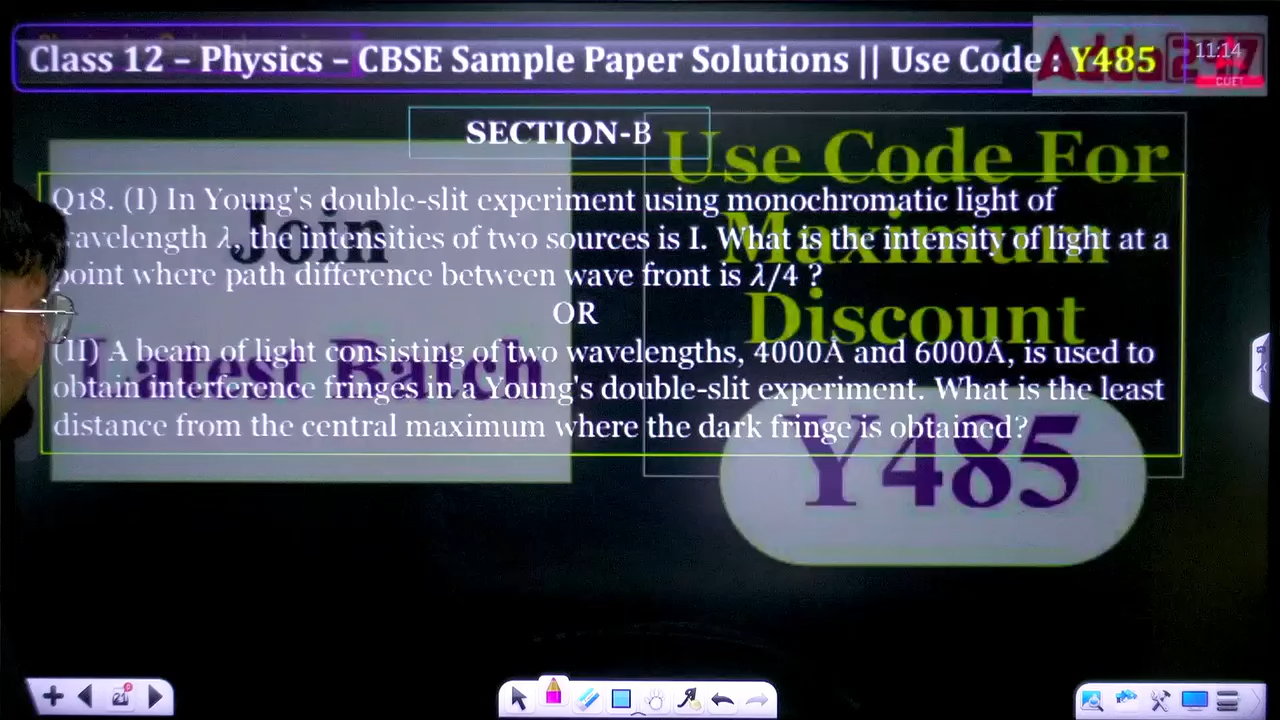 Class 12 – Physics – CBSE Sample Paper Solutions || Use Code : Y485
11:14
Adda 247
CUET
SECTION-B
Use Code For
Maximum
Discount
Y485
Join
Latest Batch
Q18. (I) In Young's double-slit experiment using monochromatic light of
wavelength λ, the intensities of two sources is I. What is the intensity of light at a
point where path difference between wave front is λ/4 ?
OR
(II) A beam of light consisting of two wavelengths, 4000Å and 6000Å, is used to
obtain interference fringes in a Young's double-slit experiment. What is the least
distance from the central maximum where the dark fringe is obtained?
21